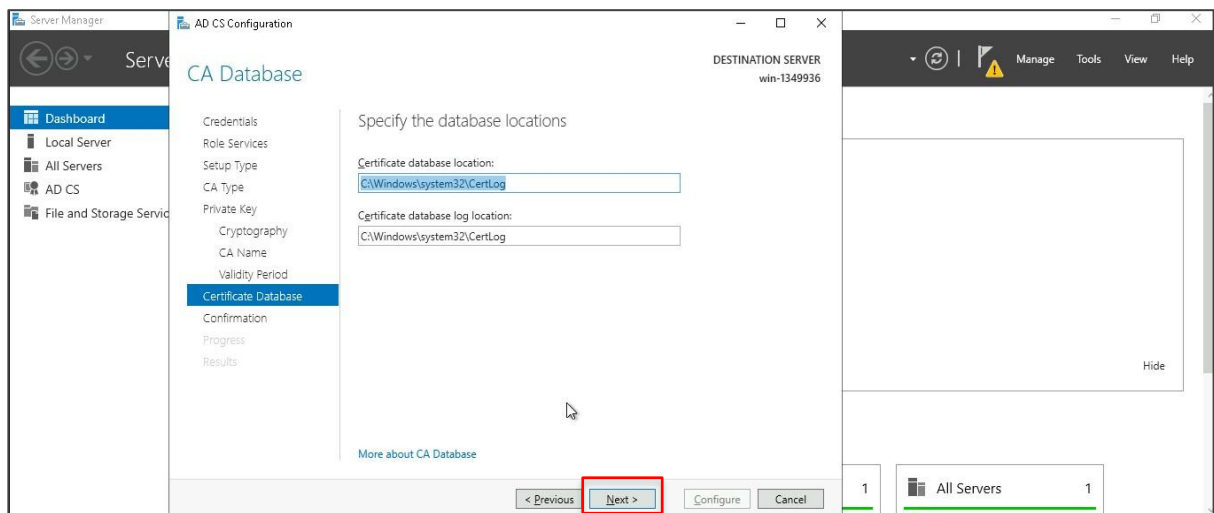 Server Manager
Serve
Manage Tools View Help
Dashboard
Local Server
All Servers
AD CS
File and Storage Servic
AD CS Configuration
CA Database
DESTINATION SERVER
win-1349936
Credentials
Role Services
Setup Type
CA Type
Private Key
Cryptography
CA Name
Validity Period
Certificate Database
Confirmation
Progress
Results
Specify the database locations
Certificate database location:
C:\Windows\system32\CertLog
Certificate database log location:
C:\Windows\system32\CertLog
More about CA Database
< Previous Next > Configure Cancel
Hide
1
All Servers 1